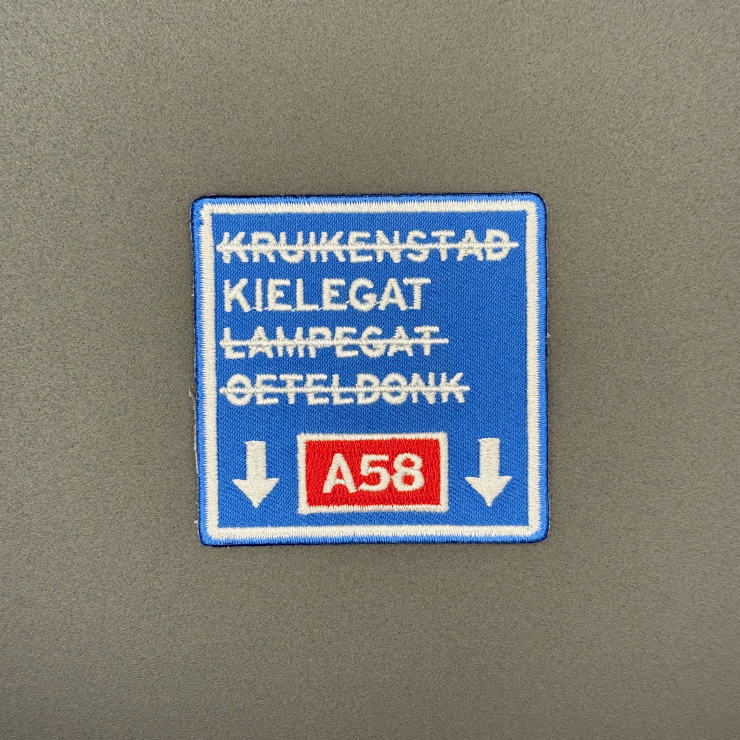 KRUIKENSTAD
KIELEGAT
LAMPEGAT
OETELDONK
A58